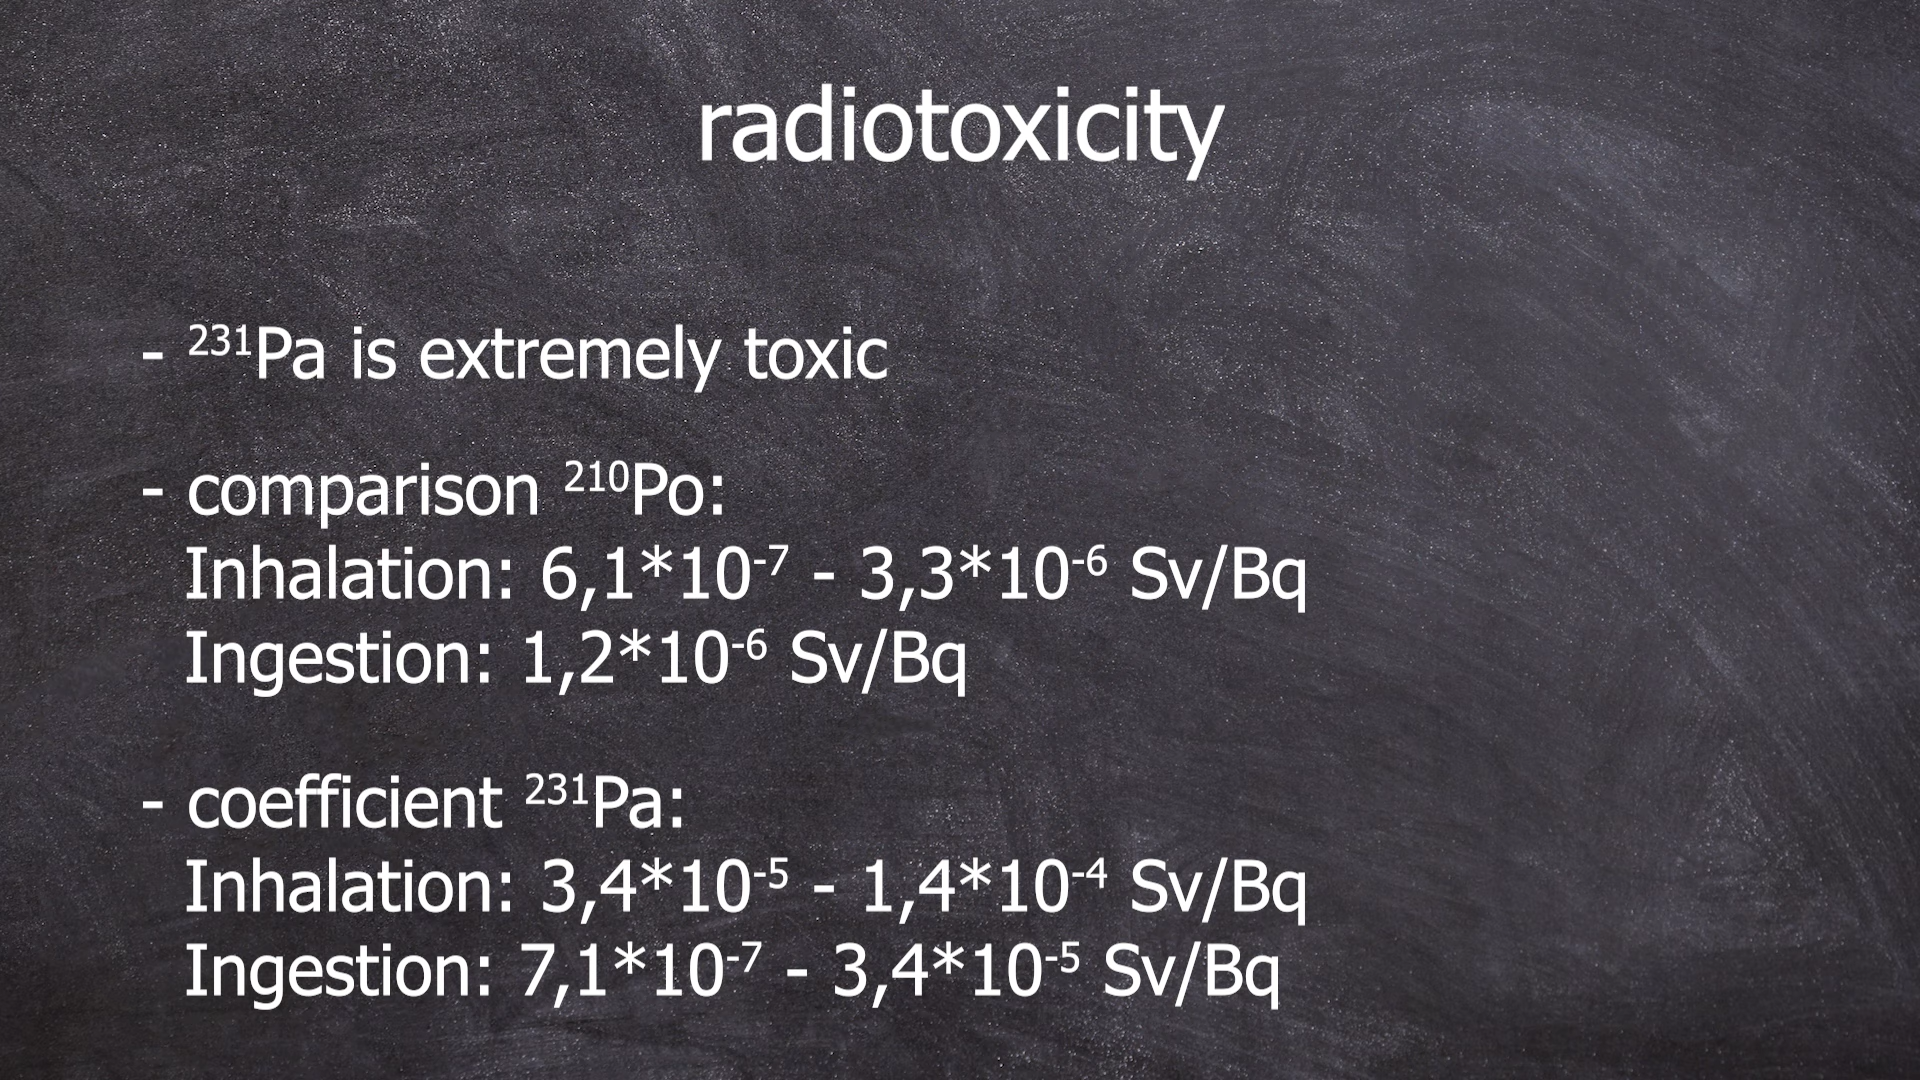 radiotoxicity
- ²³¹Pa is extremely toxic
- comparison ²¹⁰Po:
Inhalation: 6,1*10⁻⁷ - 3,3*10⁻⁶ Sv/Bq
Ingestion: 1,2*10⁻⁶ Sv/Bq
- coefficient ²³¹Pa:
Inhalation: 3,4*10⁻⁵ - 1,4*10⁻⁴ Sv/Bq
Ingestion: 7,1*10⁻⁷ - 3,4*10⁻⁵ Sv/Bq